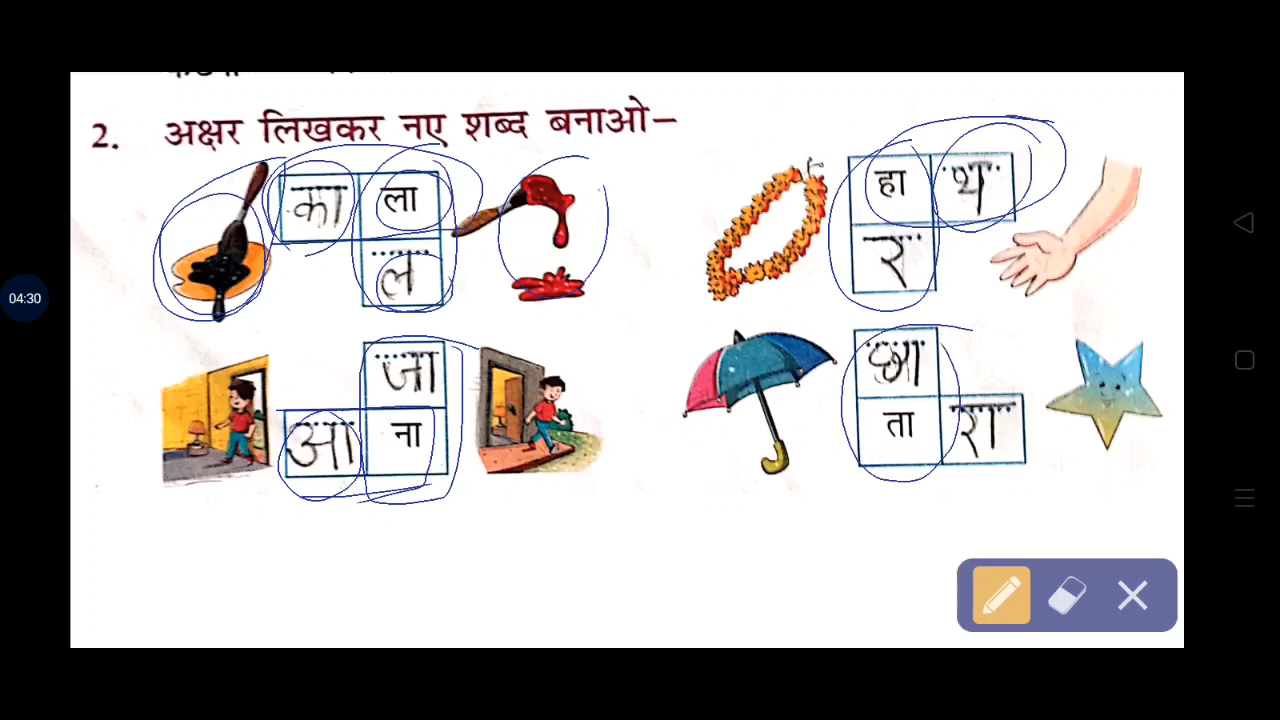 2. अक्षर लिखकर नए शब्द बनाओ–
का ला
ल
हा थ
र
जा
आ ना
छा
ता रा
04:30